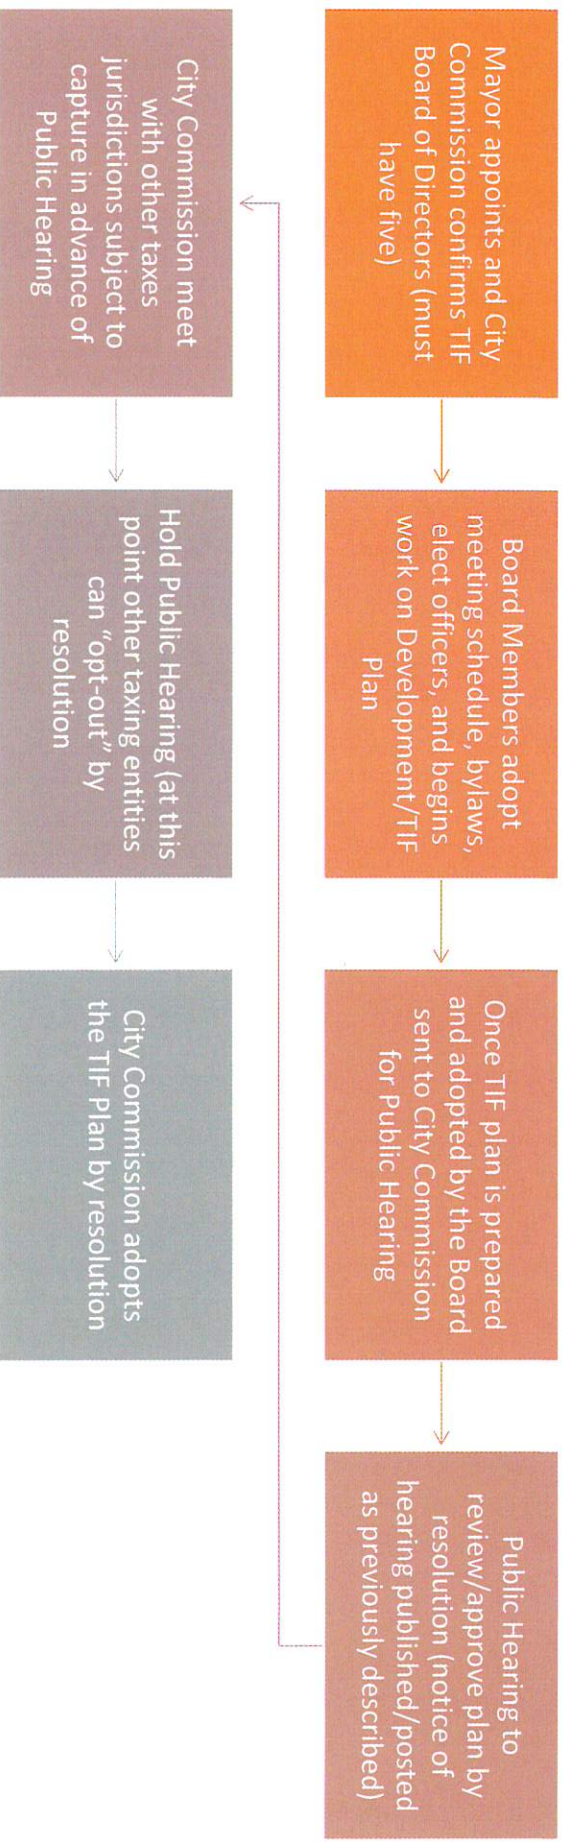 Mayor appoints and City
Commission confirms TIF
Board of Directors (must
have five)
Board Members adopt
meeting schedule, bylaws,
elect officers, and begins
work on Development/TIF
Plan
Once TIF plan is prepared
and adopted by the Board
sent to City Commission
for Public Hearing
Public Hearing to
review/approve plan by
resolution (notice of
hearing published/posted
as previously described)
City Commission meet
with other taxes
jurisdictions subject to
capture in advance of
Public Hearing
Hold Public Hearing (at this
point other taxing entities
can “opt-out” by
resolution
City Commission adopts
the TIF Plan by resolution